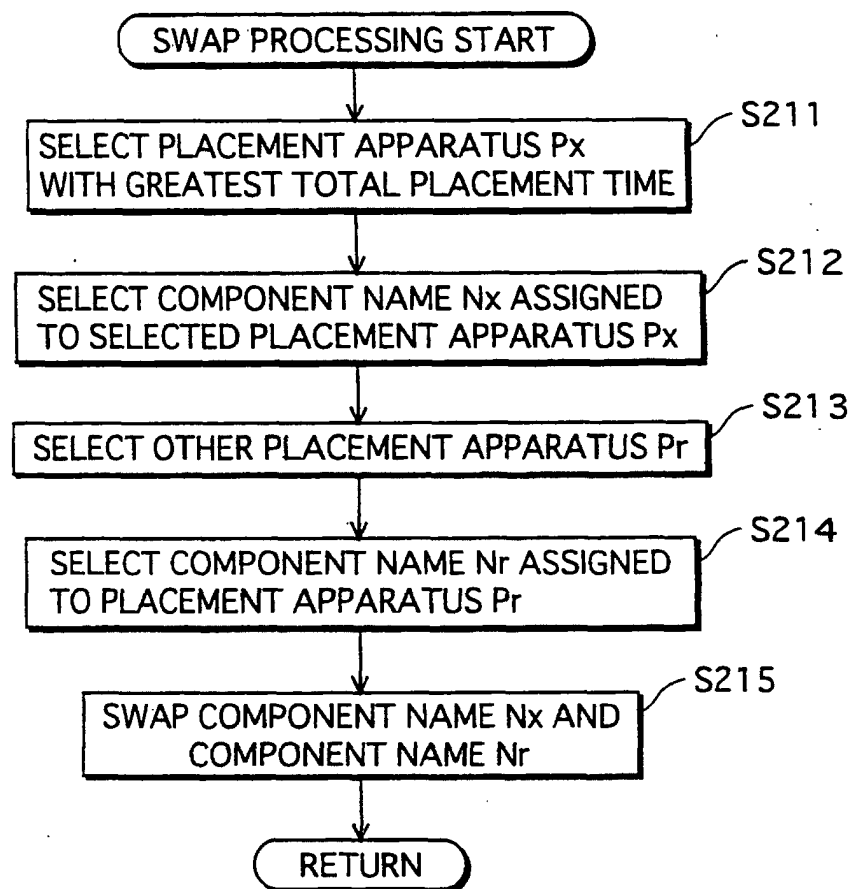 SWAP PROCESSING START
S211
SELECT PLACEMENT APPARATUS Px
WITH GREATEST TOTAL PLACEMENT TIME
S212
SELECT COMPONENT NAME Nx ASSIGNED
TO SELECTED PLACEMENT APPARATUS Px
S213
SELECT OTHER PLACEMENT APPARATUS Pr
S214
SELECT COMPONENT NAME Nr ASSIGNED
TO PLACEMENT APPARATUS Pr
S215
SWAP COMPONENT NAME Nx AND
COMPONENT NAME Nr
RETURN